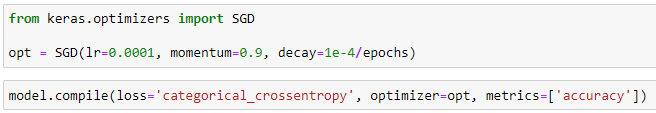 from keras.optimizers import SGD
opt = SGD(lr=0.0001, momentum=0.9, decay=1e-4/epochs)
model.compile(loss='categorical_crossentropy', optimizer=opt, metrics=['accuracy'])